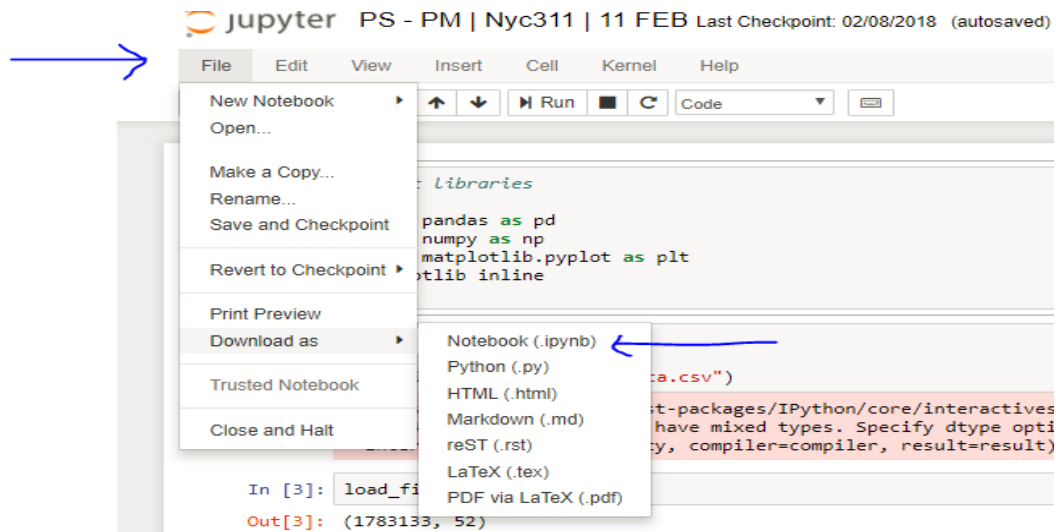 Jupyter PS - PM | Nyc311 | 11 FEB Last Checkpoint: 02/08/2018 (autosaved)
File Edit View Insert Cell Kernel Help
Run Code
New Notebook
Open...
Make a Copy...
Rename...
Save and Checkpoint
Revert to Checkpoint
Print Preview
Download as
Trusted Notebook
Close and Halt
Notebook (.ipynb)
Python (.py)
HTML (.html)
Markdown (.md)
reST (.rst)
LaTeX (.tex)
PDF via LaTeX (.pdf)
libraries
pandas as pd
numpy as np
matplotlib.pyplot as plt
inline
ta.csv")
t-packages/IPython/core/interactives
have mixed types. Specify dtype opti
y, compiler=compiler, result=result)
In [3]: load_fi
Out[3]: (1783133, 52)